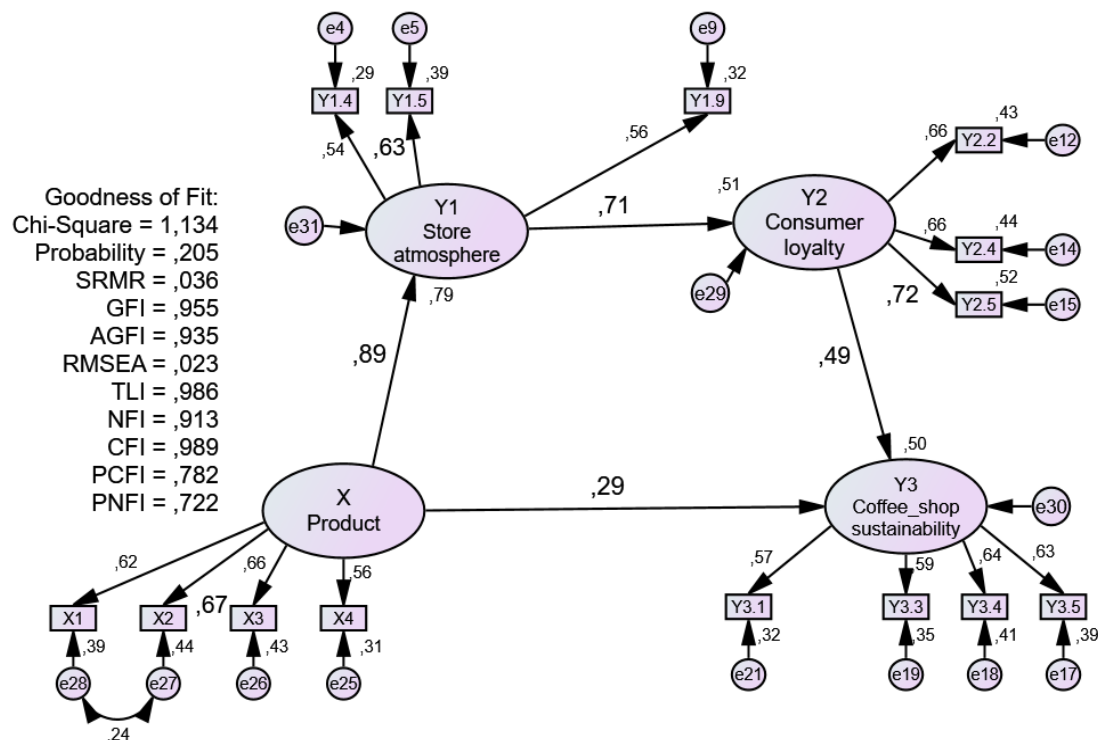 e4
e5
e9
,29
,39
,32
Y1.4
Y1.5
Y1.9
,54
,63
,56
,43
,66
Y2.2
e12
Goodness of Fit:
Chi-Square = 1,134
Probability = ,205
SRMR = ,036
GFI = ,955
AGFI = ,935
RMSEA = ,023
TLI = ,986
NFI = ,913
CFI = ,989
PCFI = ,782
PNFI = ,722
e31
Y1
Store
atmosphere
,79
,71
,51
Y2
Consumer
loyalty
e29
,66
,44
Y2.4
e14
,72
,52
Y2.5
e15
,89
,49
X
Product
,29
,50
Y3
Coffee_shop
sustainability
e30
,62
,67
,66
,56
X1
X2
X3
X4
,39
,44
,43
,31
e28
e27
e26
e25
,24
,57
,59
,64
,63
Y3.1
Y3.3
Y3.4
Y3.5
,32
,35
,41
,39
e21
e19
e18
e17